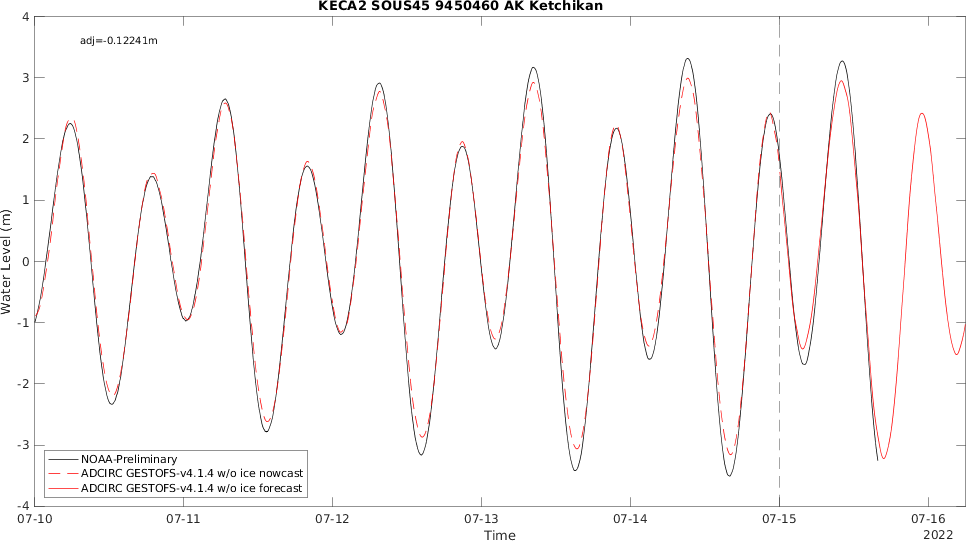 KECA2 SOUS45 9450460 AK Ketchikan
adj=-0.12241m
4
3
2
1
0
-1
-2
-3
-4
Water Level (m)
NOAA-Preliminary
ADCIRC GESTOFS-v4.1.4 w/o ice nowcast
ADCIRC GESTOFS-v4.1.4 w/o ice forecast
07-10 07-11 07-12 07-13 07-14 07-15 07-16
Time
2022